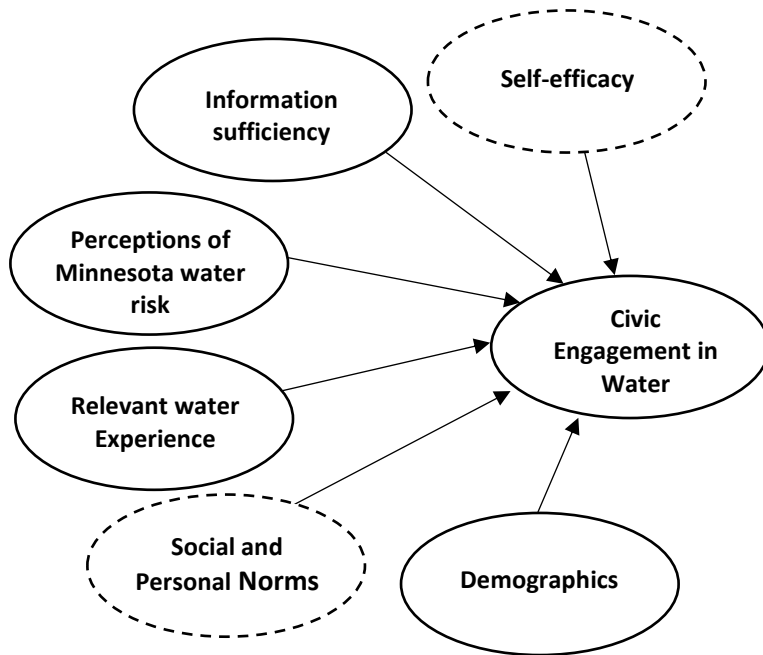 Self-efficacy
Information
sufficiency
Perceptions of
Minnesota water
risk
Civic
Engagement in
Water
Relevant water
Experience
Social and
Personal Norms
Demographics